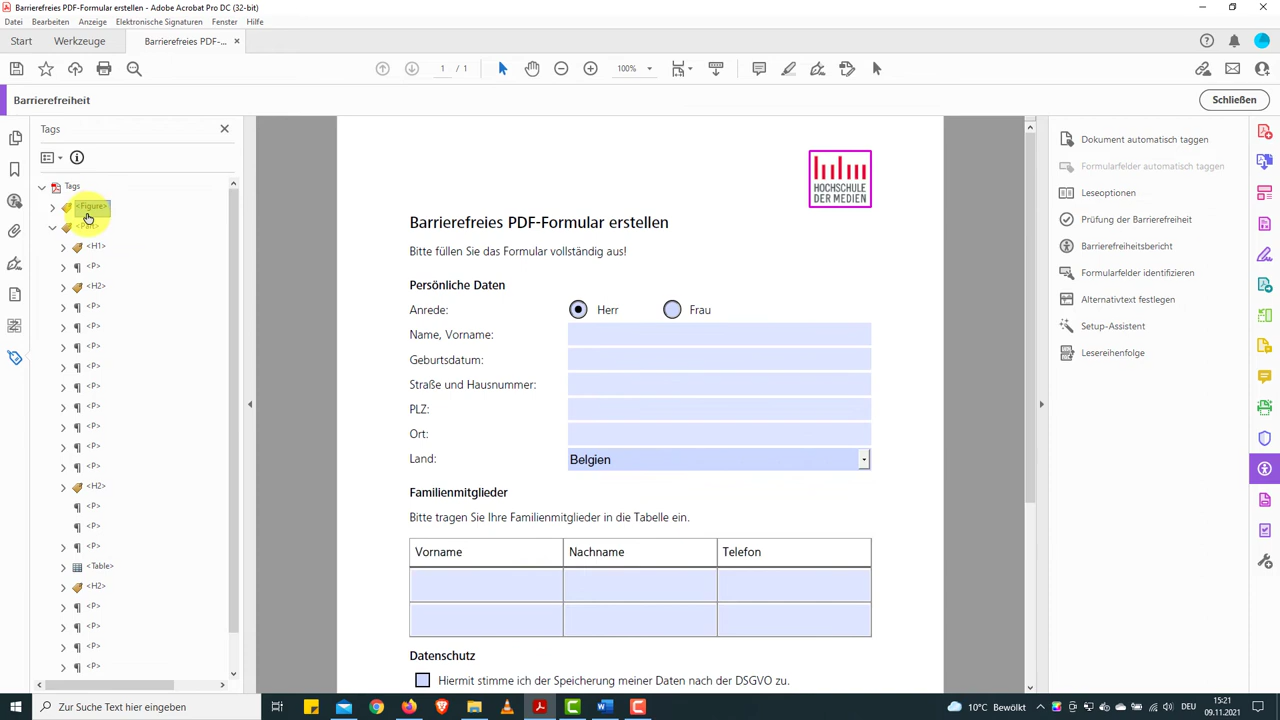 Barrierefreies PDF-Formular erstellen - Adobe Acrobat Pro DC (32-bit)
Datei Bearbeiten Anzeige Elektronische Signaturen Fenster Hilfe
Start Werkzeuge Barrierefreies PDF-...
1 / 1 100%
Barrierefreiheit Schließen
Tags
Tags
<Figure>
<Part>
<H1>
<P>
<H2>
<P>
<P>
<P>
<P>
<P>
<P>
<P>
<P>
<P>
<H2>
<P>
<P>
<P>
<Table>
<H2>
<P>
<P>
<P>
<P>
HOCHSCHULE
DER MEDIEN
Barrierefreies PDF-Formular erstellen
Bitte füllen Sie das Formular vollständig aus!
Persönliche Daten
Anrede: Herr Frau
Name, Vorname:
Geburtsdatum:
Straße und Hausnummer:
PLZ:
Ort:
Land: Belgien
Familienmitglieder
Bitte tragen Sie Ihre Familienmitglieder in die Tabelle ein.
Vorname Nachname Telefon
Datenschutz
Hiermit stimme ich der Speicherung meiner Daten nach der DSGVO zu.
Dokument automatisch taggen
Formularfelder automatisch taggen
Leseoptionen
Prüfung der Barrierefreiheit
Barrierefreiheitsbericht
Formularfelder identifizieren
Alternativtext festlegen
Setup-Assistent
Lesereihenfolge
Zur Suche Text hier eingeben
10°C Bewölkt DEU 15:21
09.11.2021